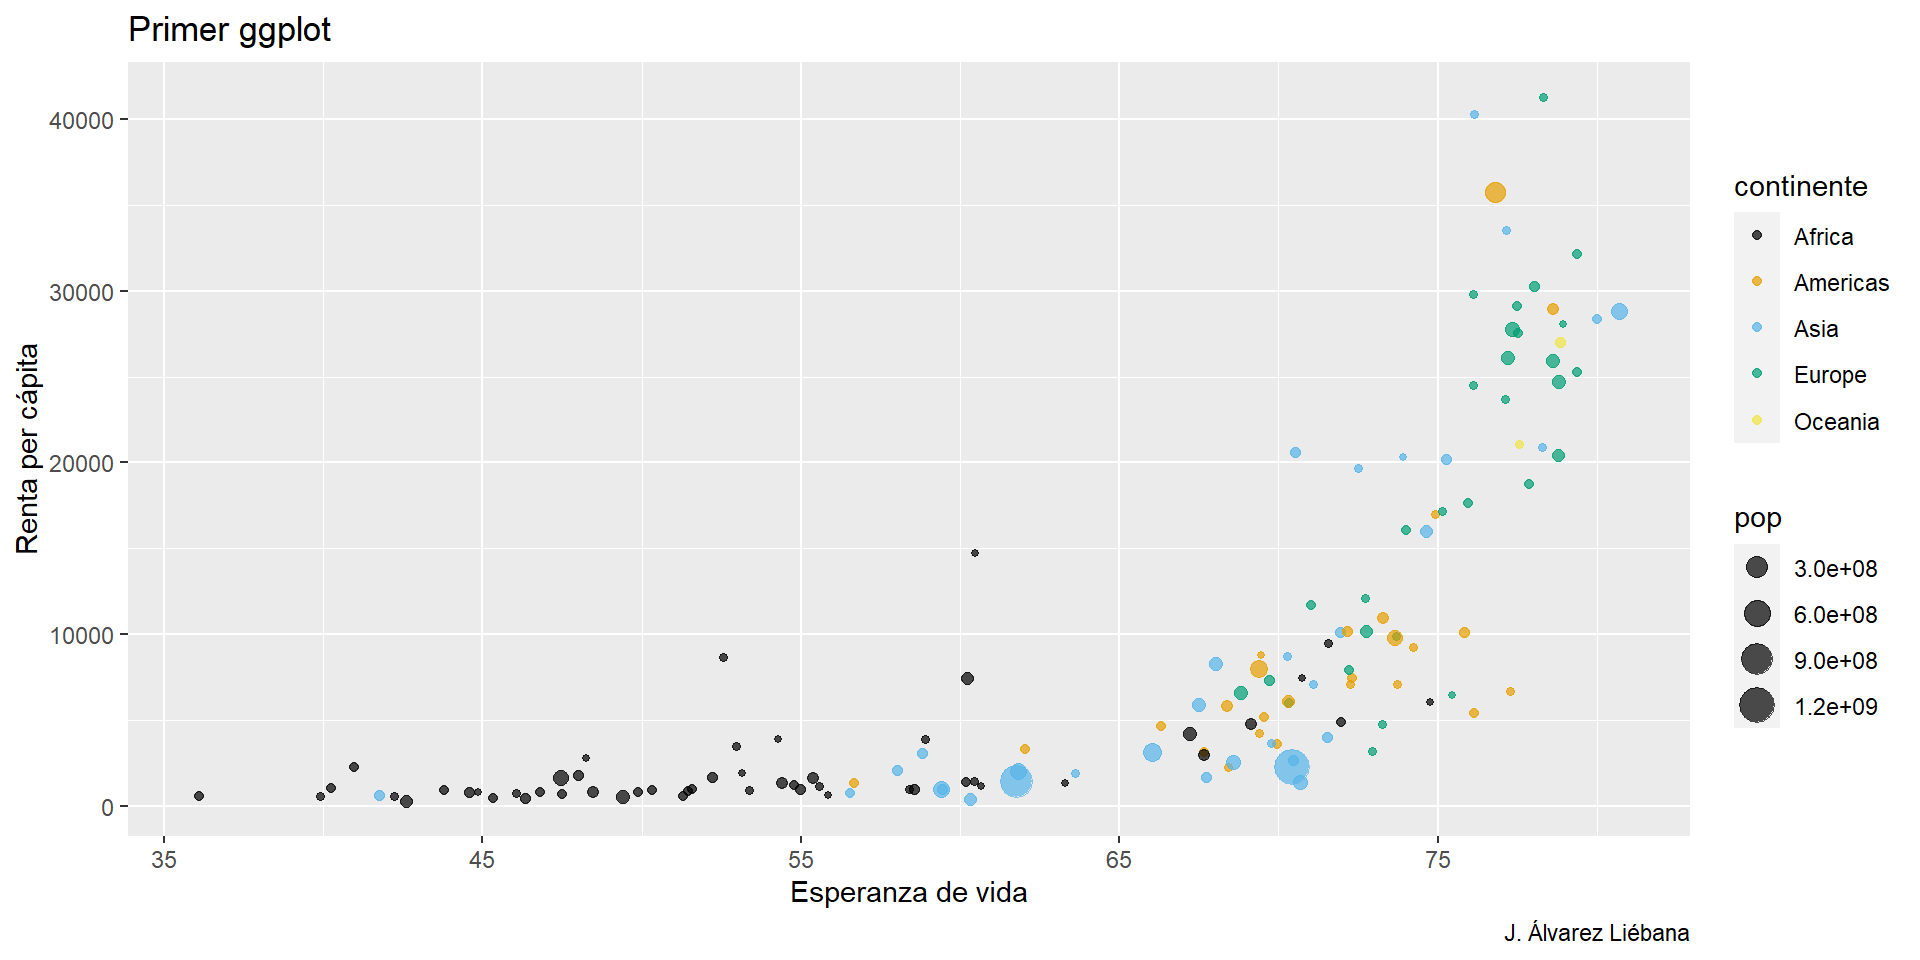 Primer ggplot
Renta per cápita
40000
30000
20000
10000
0
35 45 55 65 75
Esperanza de vida
J. Álvarez Liébana
continente
Africa
Americas
Asia
Europe
Oceania
pop
3.0e+08
6.0e+08
9.0e+08
1.2e+09